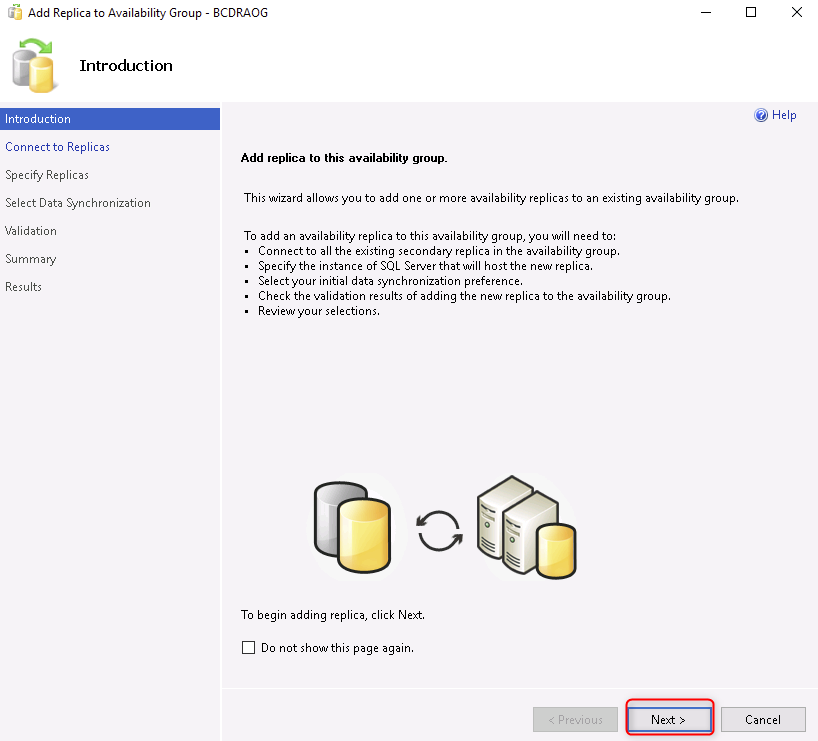 Add Replica to Availability Group - BCDRAOG
Introduction
Introduction
Connect to Replicas
Specify Replicas
Select Data Synchronization
Validation
Summary
Results
Help
Add replica to this availability group.
This wizard allows you to add one or more availability replicas to an existing availability group.
To add an availability replica to this availability group, you will need to:
Connect to all the existing secondary replica in the availability group.
Specify the instance of SQL Server that will host the new replica.
Select your initial data synchronization preference.
Check the validation results of adding the new replica to the availability group.
Review your selections.
To begin adding replica, click Next.
Do not show this page again.
< Previous
Next >
Cancel